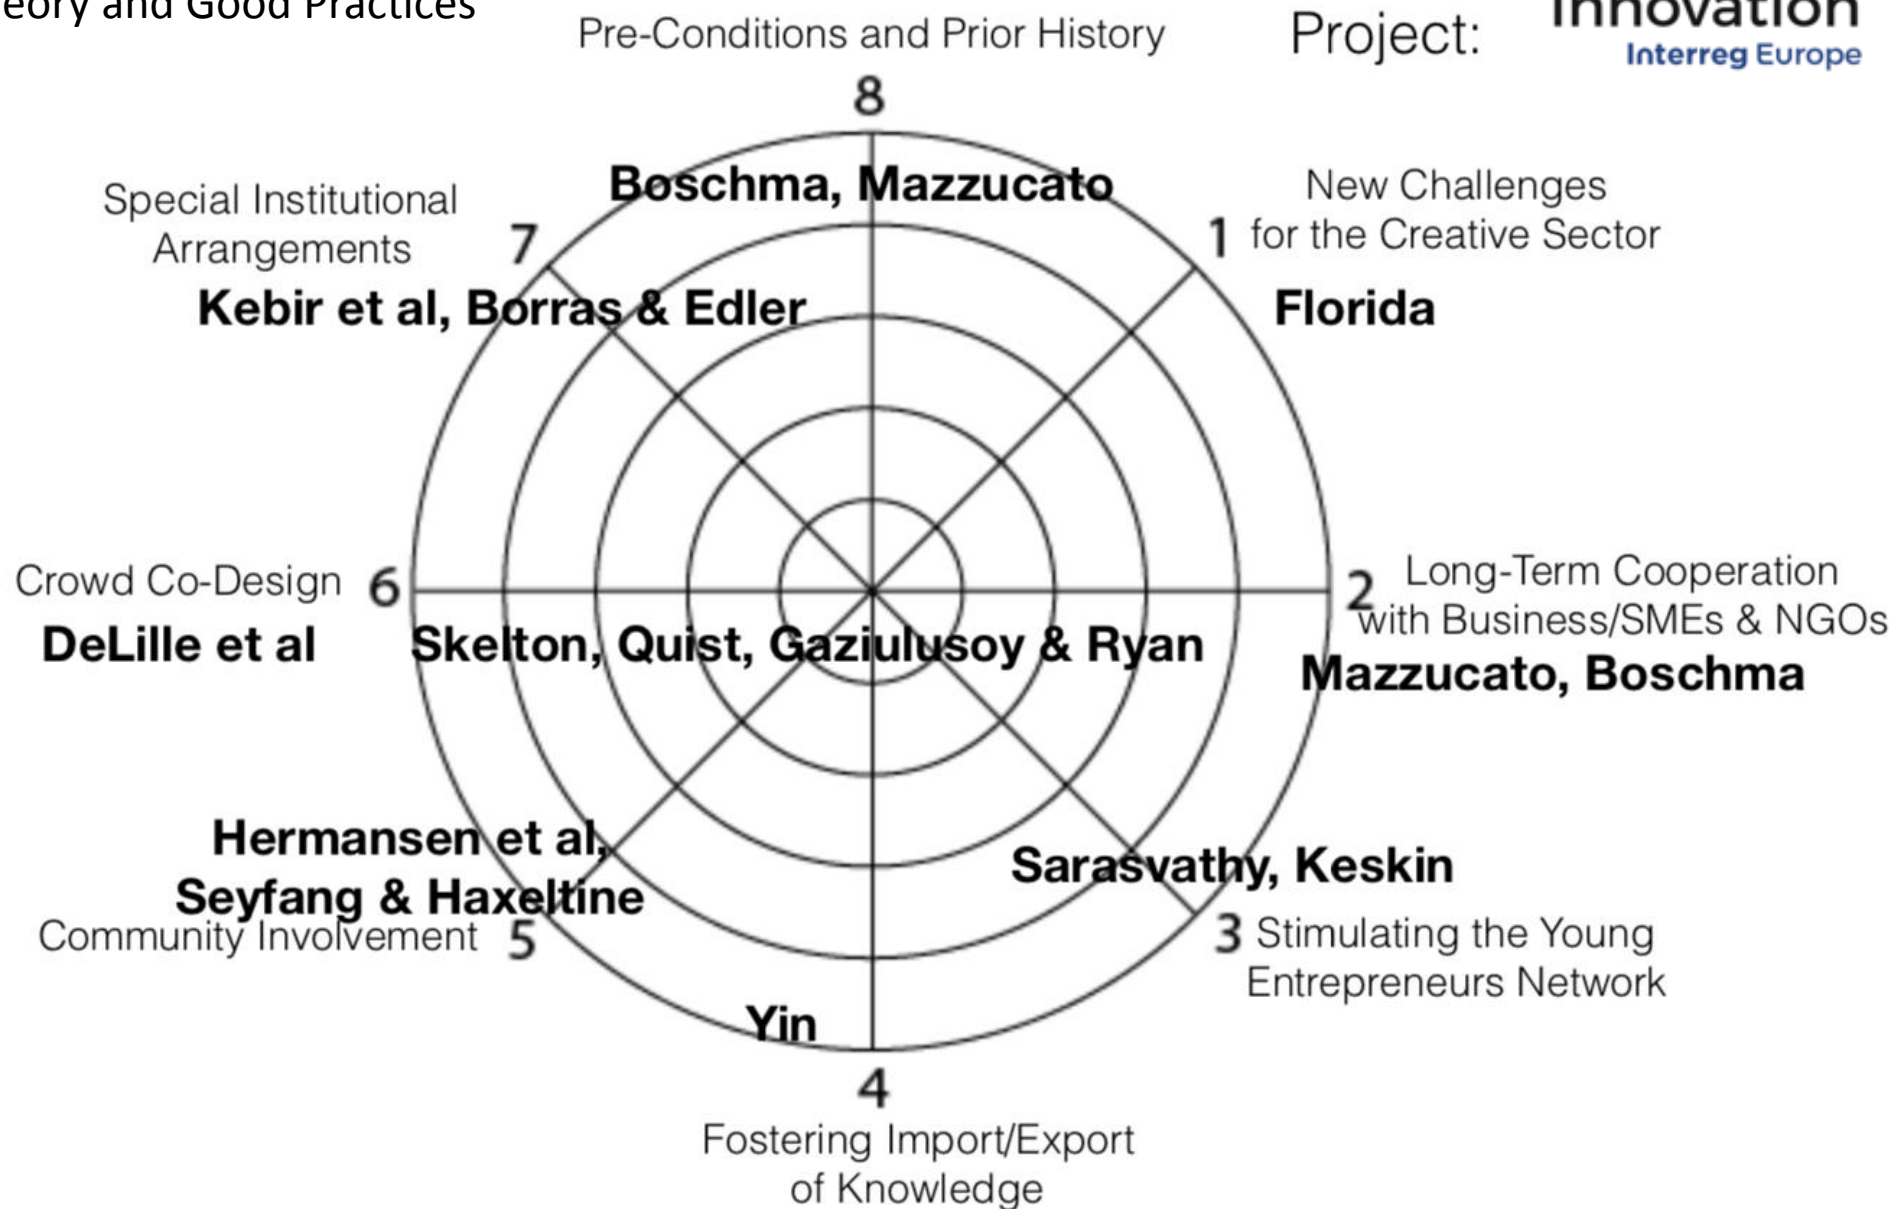 eory and Good Practices
Pre-Conditions and Prior History
Project:
Innovation
Interreg Europe
8
Boschma, Mazzucato
Special Institutional
Arrangements
7
Kebir et al, Borras & Edler
New Challenges
1 for the Creative Sector
Florida
Crowd Co-Design 6
DeLille et al
Skelton, Quist, Gaziulusoy & Ryan
2 Long-Term Cooperation
with Business/SMEs & NGOs
Mazzucato, Boschma
Hermansen et al,
Seyfang & Haxeltine
Community Involvement 5
Sarasvathy, Keskin
3 Stimulating the Young
Entrepreneurs Network
Yin
4
Fostering Import/Export
of Knowledge